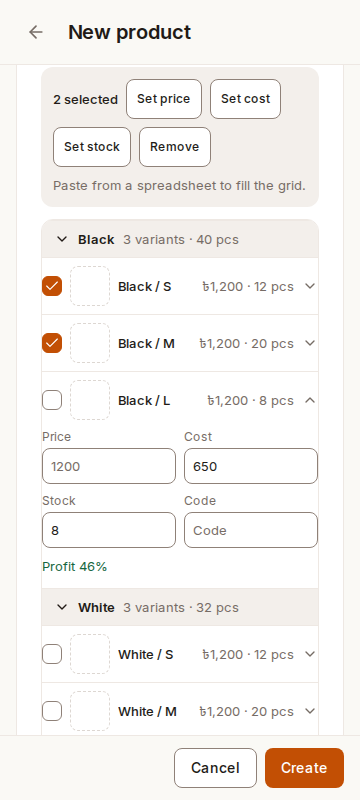 New product
2 selected Set price Set cost
Set stock Remove
Paste from a spreadsheet to fill the grid.
Black 3 variants · 40 pcs
Black / S ৳1,200 · 12 pcs
Black / M ৳1,200 · 20 pcs
Black / L ৳1,200 · 8 pcs
Price Cost
1200 650
Stock Code
8 Code
Profit 46%
White 3 variants · 32 pcs
White / S ৳1,200 · 12 pcs
White / M ৳1,200 · 20 pcs
Cancel Create